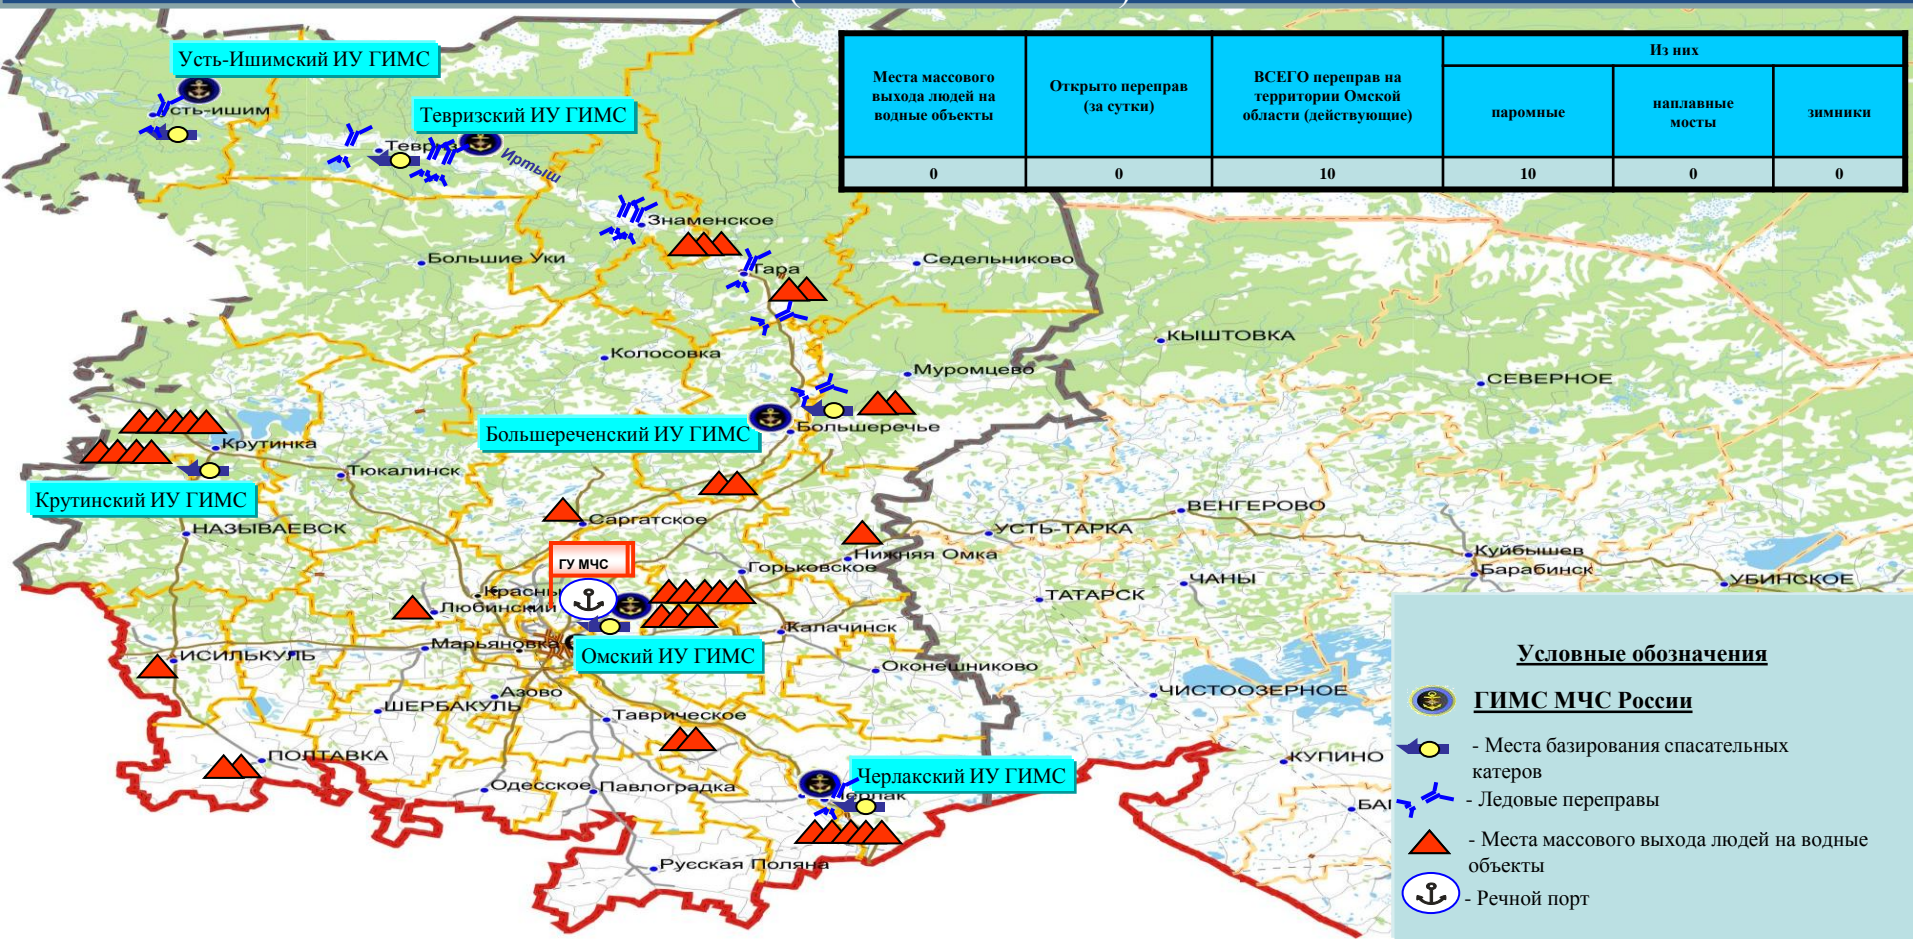 Усть-Ишимский ИУ ГИМС
Тевризский ИУ ГИМС
Из них
Места массового
выхода людей на
водные объекты
Открыто переправ
(за сутки)
ВСЕГО переправ на
территории Омской
области (действующие)
паромные
наплавные
мосты
зимники
0
0
10
10
0
0
Иртыш
Знаменское
Большие Уки
Тара
Седельниково
КЫШТОВКА
Колосовка
Муромцево
СЕВЕРНОЕ
Большереченский ИУ ГИМС
Большеречье
Крутинка
Тюкалинск
Крутинский ИУ ГИМС
НАЗЫВАЕВСК
Саргатское
ВЕНГЕРОВО
УСТЬ-ТАРКА
Нижняя Омка
Куйбышев
Барабинск
ГУ МЧС
Горьковское
ЧАНЫ
УБИНСКОЕ
Любинский
ТАТАРСК
Калачинск
Марьяновка
ИСИЛЬКУЛЬ
Омский ИУ ГИМС
Оконешниково
Азово
ЧИСТООЗЕРНОЕ
ШЕРБАКУЛЬ
Таврическое
ПОЛТАВКА
КУПИНО
Черлакский ИУ ГИМС
Одесское
Павлоградка
Русская Поляна
Условные обозначения
ГИМС МЧС России
- Места базирования спасательных
катеров
- Ледовые переправы
- Места массового выхода людей на водные
объекты
- Речной порт